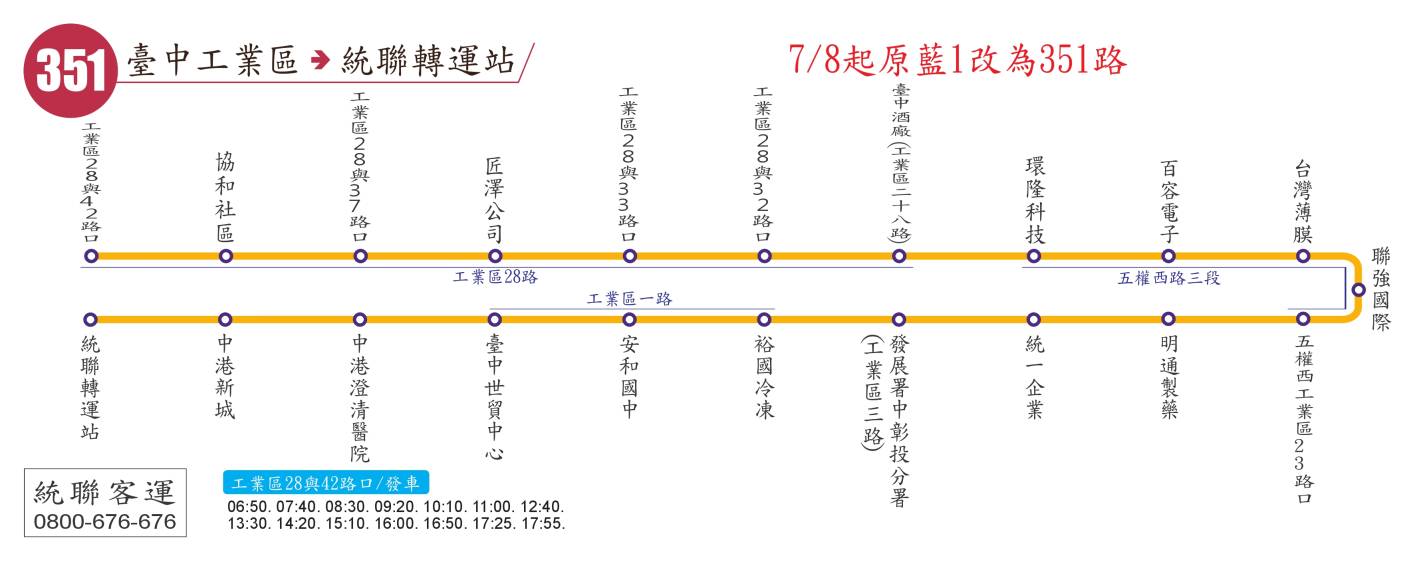 351
臺中工業區➔統聯轉運站
7/8起原藍1改為351路
工業區28與42路口
協和社區
工業區28與37路口
匠澤公司
工業區28與33路口
工業區28與32路口
臺中酒廠(工業區二十八路)
環隆科技
百容電子
台灣薄膜
聯強國際
工業區28路
五權西路三段
工業區一路
統聯轉運站
中港新城
中港澄清醫院
臺中世貿中心
安和國中
裕國冷凍
發展署中彰投分署
(工業區三路)
統一企業
明通製藥
五權西工業區23路口
統聯客運
0800-676-676
工業區28與42路口/發車
06:50. 07:40. 08:30. 09:20. 10:10. 11:00. 12:40.
13:30. 14:20. 15:10. 16:00. 16:50. 17:25. 17:55.